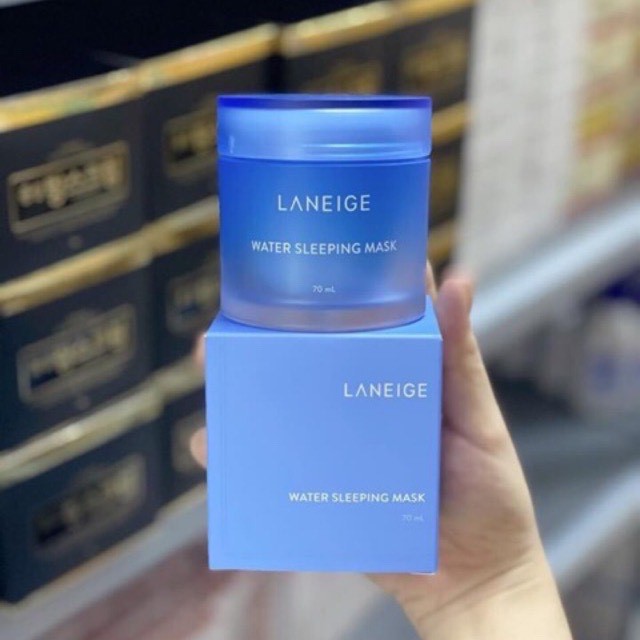 LANEIGE
WATER SLEEPING MASK
70 mL
LANEIGE
WATER SLEEPING MASK
70 mL